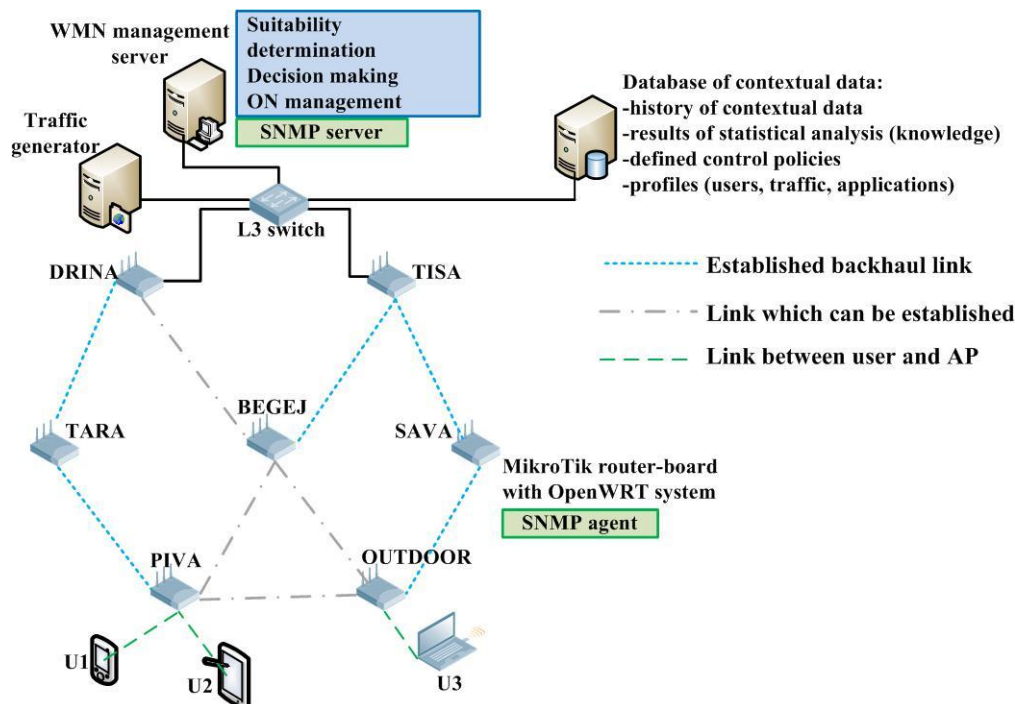 WMN management
server
Suitability
determination
Decision making
ON management
SNMP server
Traffic
generator
Database of contextual data:
-history of contextual data
-results of statistical analysis (knowledge)
-defined control policies
-profiles (users, traffic, applications)
L3 switch
DRINA
TISA
Established backhaul link
Link which can be established
Link between user and AP
BEGEJ
TARA
SAVA
MikroTik router-board
with OpenWRT system
SNMP agent
PIVA
OUTDOOR
U1
U2
U3